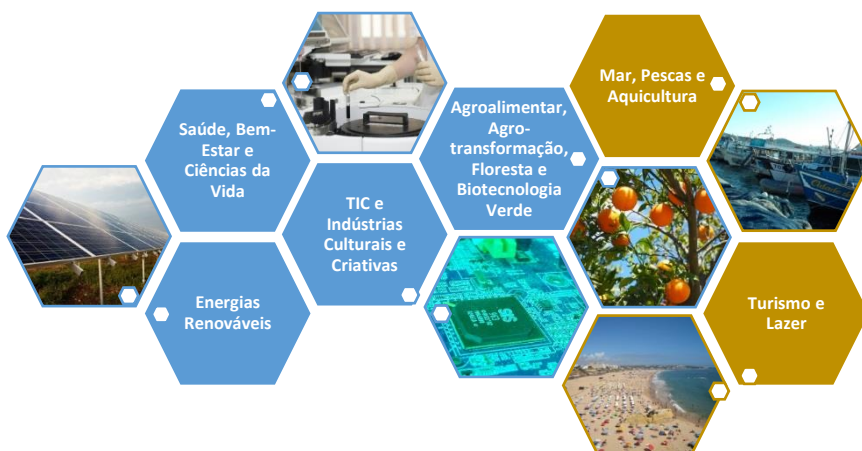 Saúde, Bem-
Estar e
Ciências da
Vida
Energias
Renováveis
TIC e
Indústrias
Culturais e
Criativas
Agroalimentar,
Agro-
transformação,
Floresta e
Biotecnologia
Verde
Mar, Pescas e
Aquicultura
Turismo e
Lazer